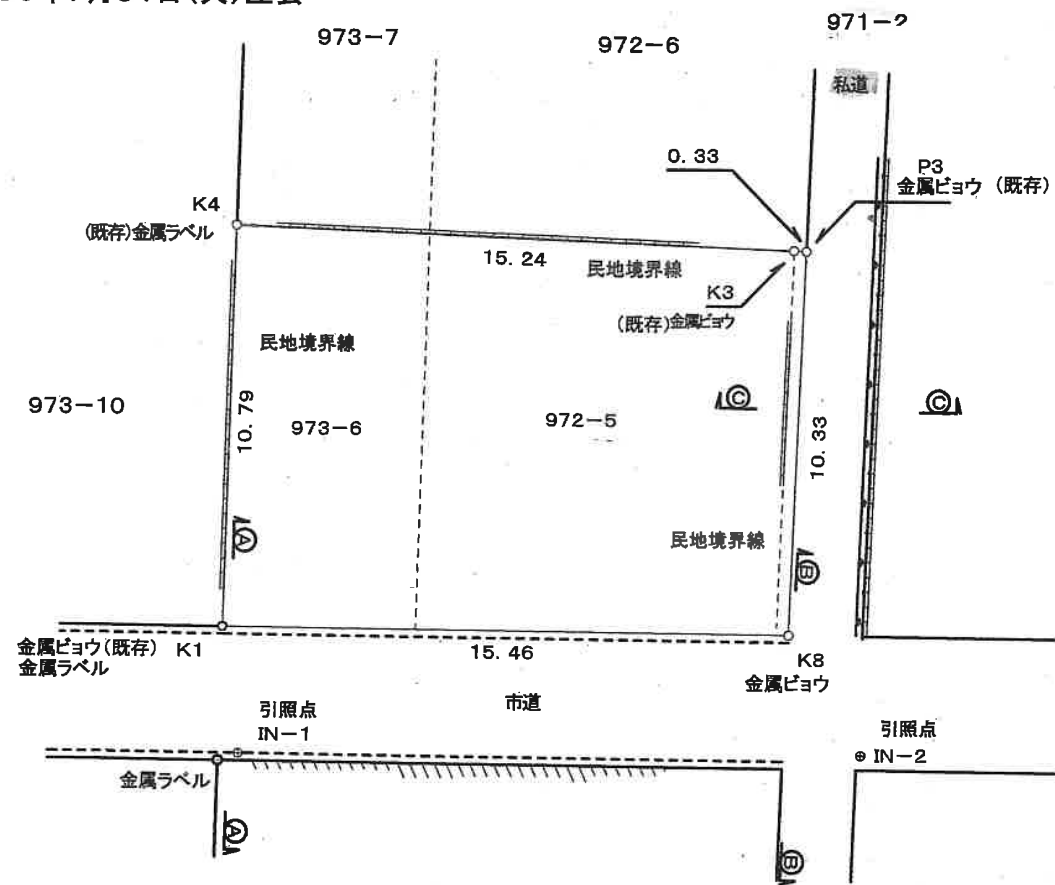 973-7
972-6
971-2
私道
0.33
P3
金属ビョウ (既存)
K4
(既存)金属ラベル
15.24
民地境界線
K3
(既存)金属ビョウ
民地境界線
973-10
10.79
973-6
972-5
Ⓒ
10.33
Ⓒ
Ⓐ
民地境界線
Ⓑ
金属ビョウ(既存) K1
金属ラベル
15.46
K8
金属ビョウ
市道
引照点
IN-1
引照点
IN-2
金属ラベル
Ⓐ
Ⓑ